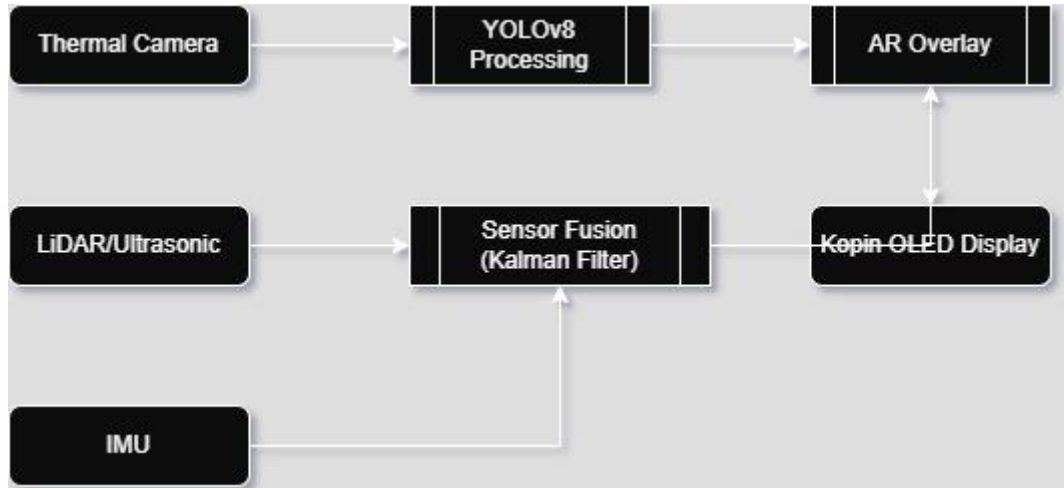 Thermal Camera
YOLOv8
Processing
AR Overlay
LiDAR/Ultrasonic
Sensor Fusion
(Kalman Filter)
Kopin OLED Display
IMU